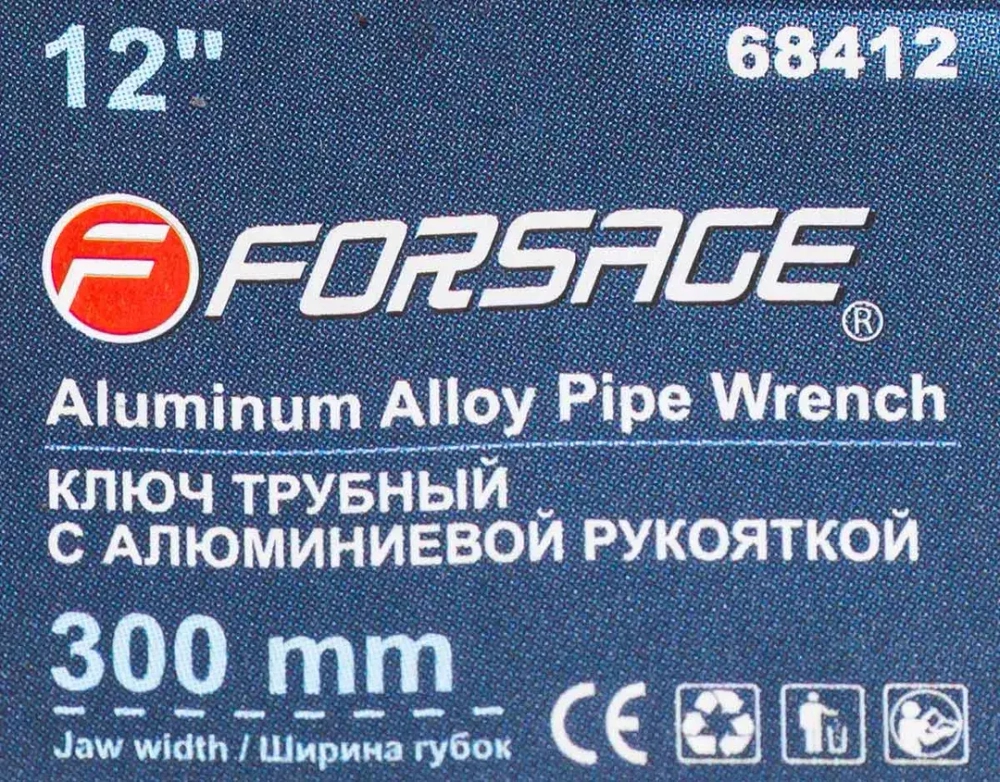 12"
68412
F FORSAGE®
Aluminum Alloy Pipe Wrench
КЛЮЧ ТРУБНЫЙ
С АЛЮМИНИЕВОЙ РУКОЯТКОЙ
300 mm
Jaw width / Ширина губок
CE